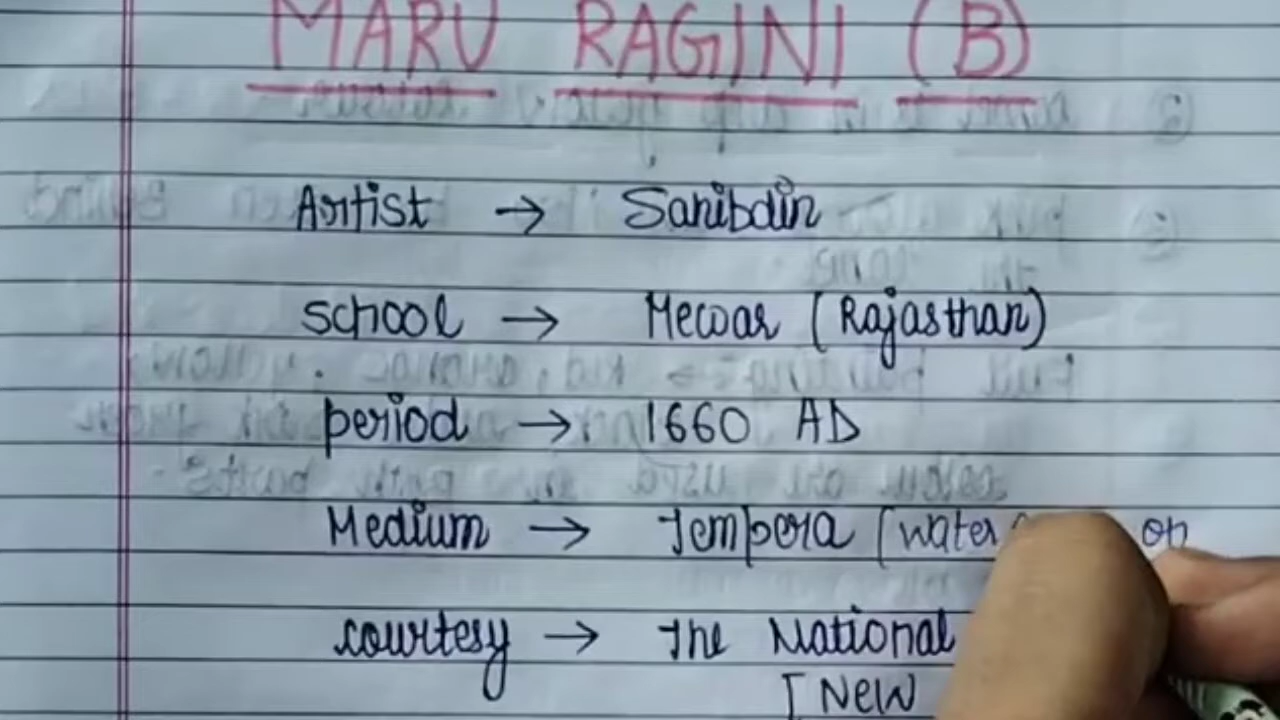 MARU RAGINI (B)
Artist → Sahibdin
school → Mewar (Rajasthan)
period → 1660 AD
Medium → Tempera (water on
courtesy → The National
[New